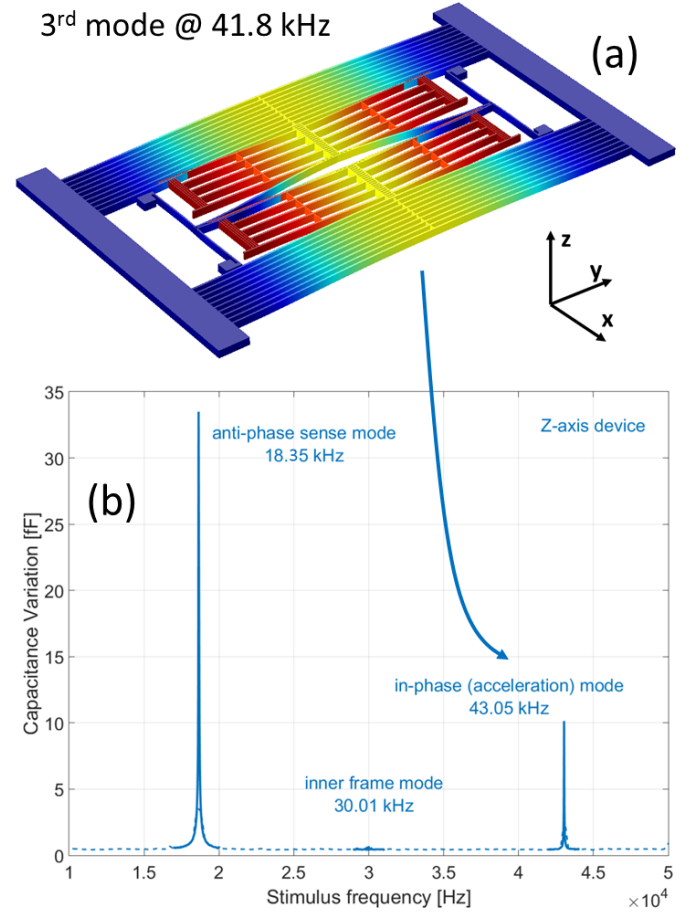 3rd mode @ 41.8 kHz
(a)
z
y
x
35
30
25
20
15
10
5
0
Capacitance Variation [fF]
anti-phase sense mode
18.35 kHz
Z-axis device
(b)
in-phase (acceleration) mode
43.05 kHz
inner frame mode
30.01 kHz
1
1.5
2
2.5
3
3.5
4
4.5
5
Stimulus frequency [Hz]
×10⁴